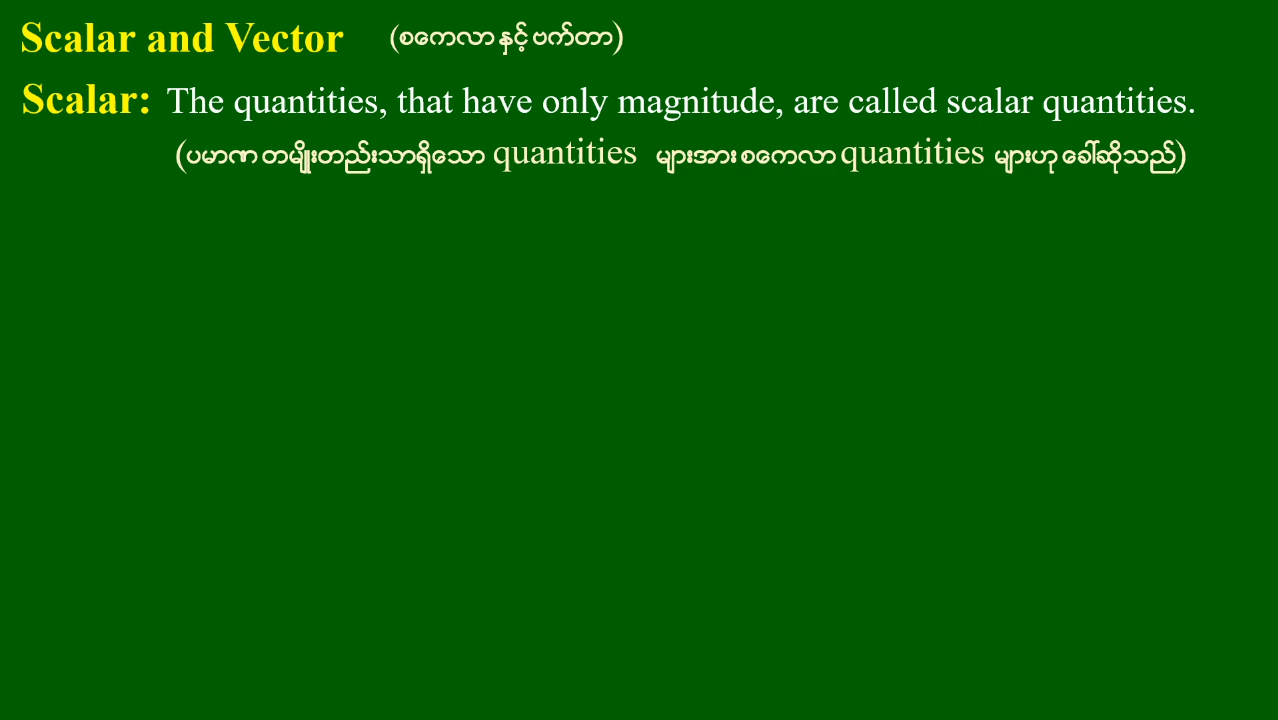 Scalar and Vector (စကေလာ နှင့် ဗက်တာ)
Scalar: The quantities, that have only magnitude, are called scalar quantities.
(ပမာဏ တမျိုးတည်းသာရှိသော quantities များအား စကေလာ quantities များဟု ခေါ်ဆိုသည်)